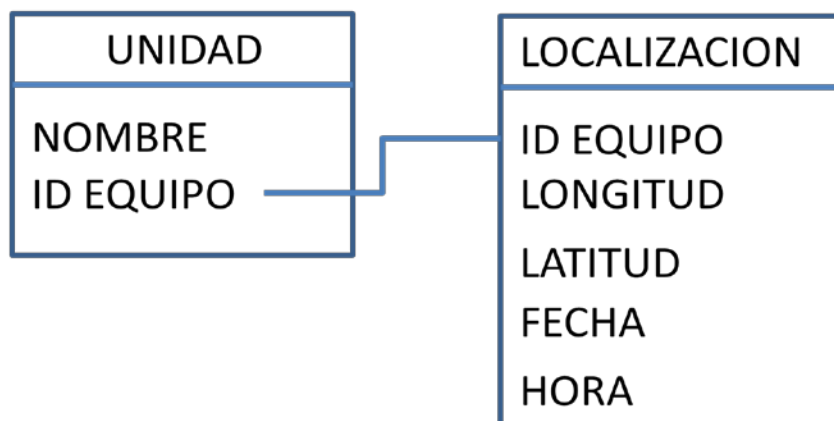 UNIDAD
NOMBRE
ID EQUIPO
LOCALIZACION
ID EQUIPO
LONGITUD
LATITUD
FECHA
HORA